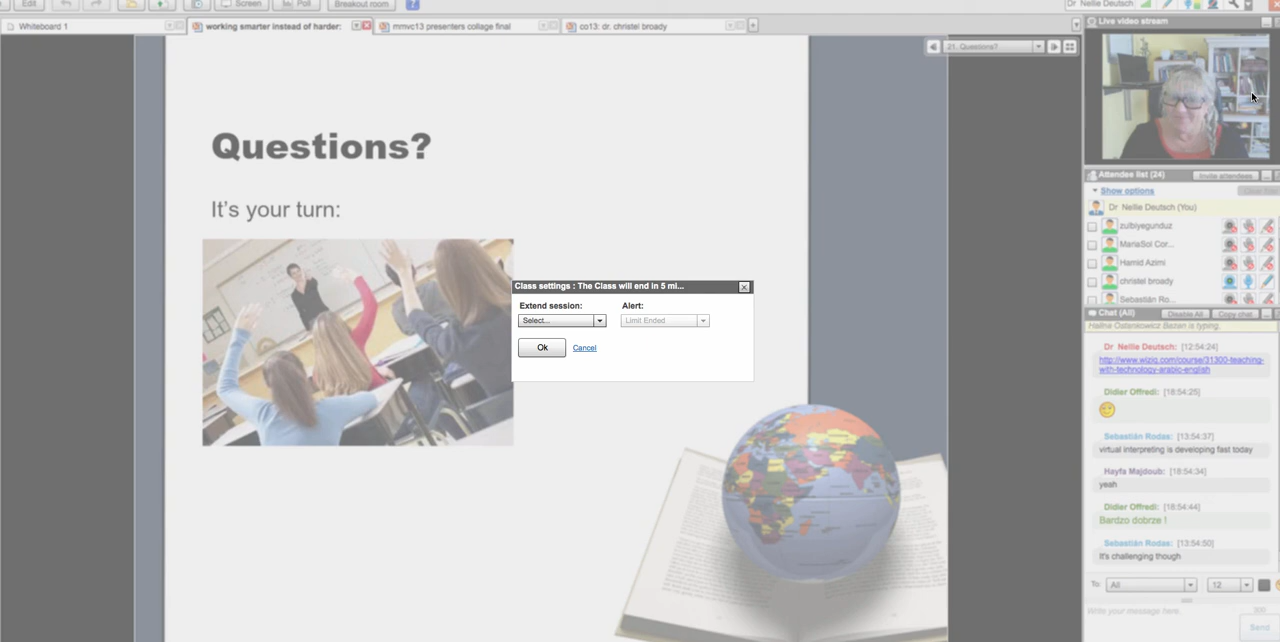 Edit
Screen
Poll
Breakout room
?
Dr Nellie Deutsch
Whiteboard 1
working smarter instead of harder:
mmvc13 presenters collage final
co13: dr. christel broady
21. Questions?
Live video stream
Questions?
It's your turn:
Class settings : The Class will end in 5 mi...
Extend session:
Alert:
Select...
Limit Ended
Ok
Cancel
Attendee list (24)
Invite attendees
Show options
Dr Nellie Deutsch (You)
zulbiyegunduz
MariaSol Cor...
Hamid Azimi
christel broady
Sebastián Ro...
Chat (All)
Disable All
Copy chat
Halina Ostankowicz Bazan is typing,
Dr Nellie Deutsch: [12:54:24]
http://www.wiziq.com/course/31300-teaching-
with-technology-arabic-english
Didier Offredi: [18:54:25]
Sebastián Rodas: [13:54:37]
virtual interpreting is developing fast today
Hayfa Majdoub: [18:54:34]
yeah
Didier Offredi: [18:54:44]
Bardzo dobrze !
Sebastián Rodas: [13:54:50]
It's challenging though
To:
All
12
Write your message here.
300
Send